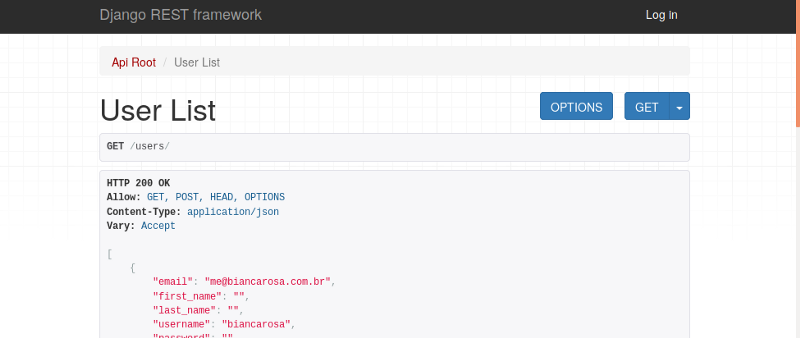 Django REST framework Log in
Api Root / User List
User List OPTIONS GET
GET /users/
HTTP 200 OK
Allow: GET, POST, HEAD, OPTIONS
Content-Type: application/json
Vary: Accept
[
{
"email": "me@biancarosa.com.br",
"first_name": "",
"last_name": "",
"username": "biancarosa",
"password": ""